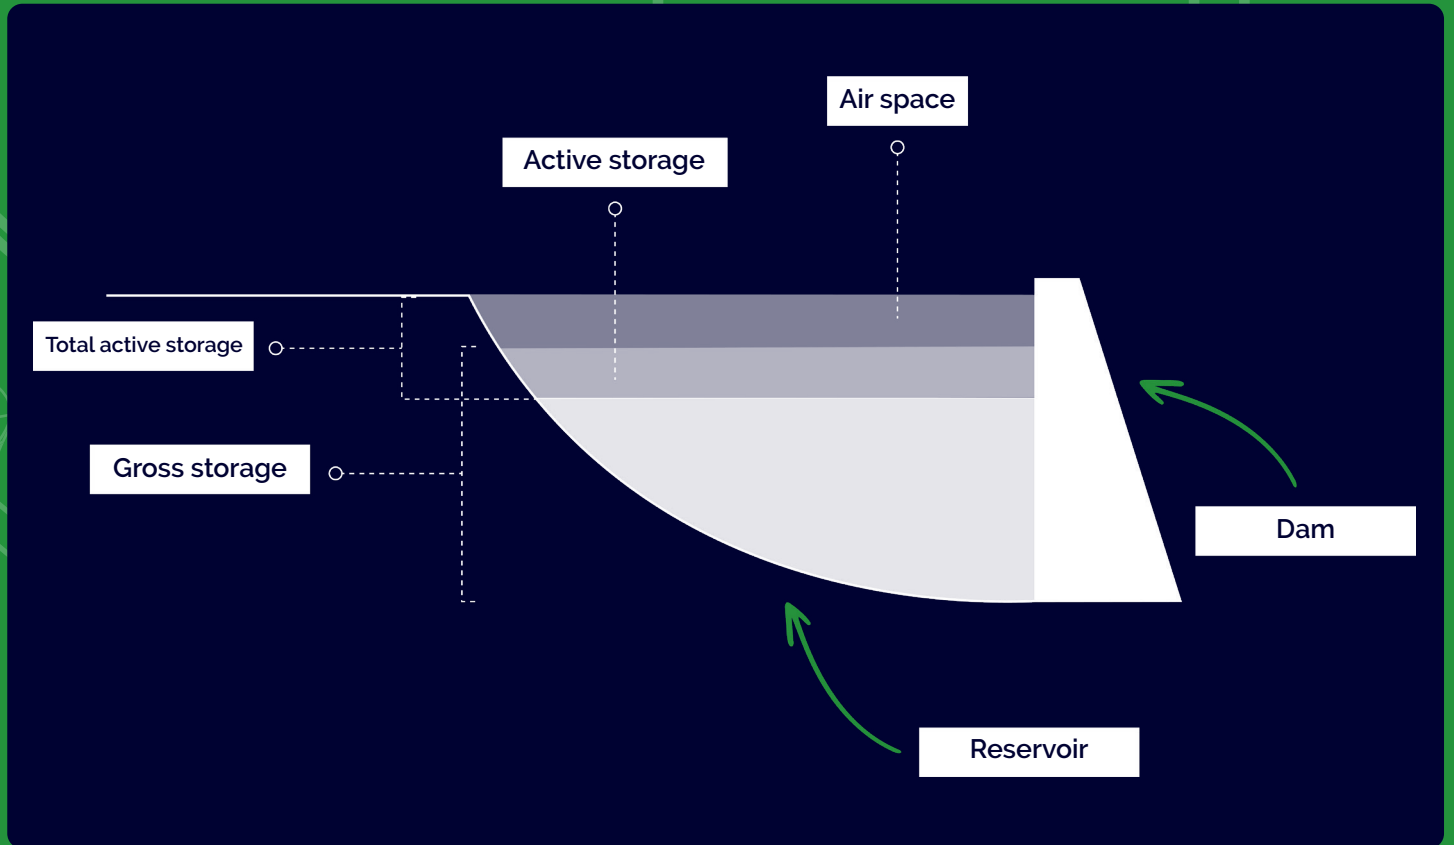 Air space
Active storage
Total active storage
Gross storage
Dam
Reservoir